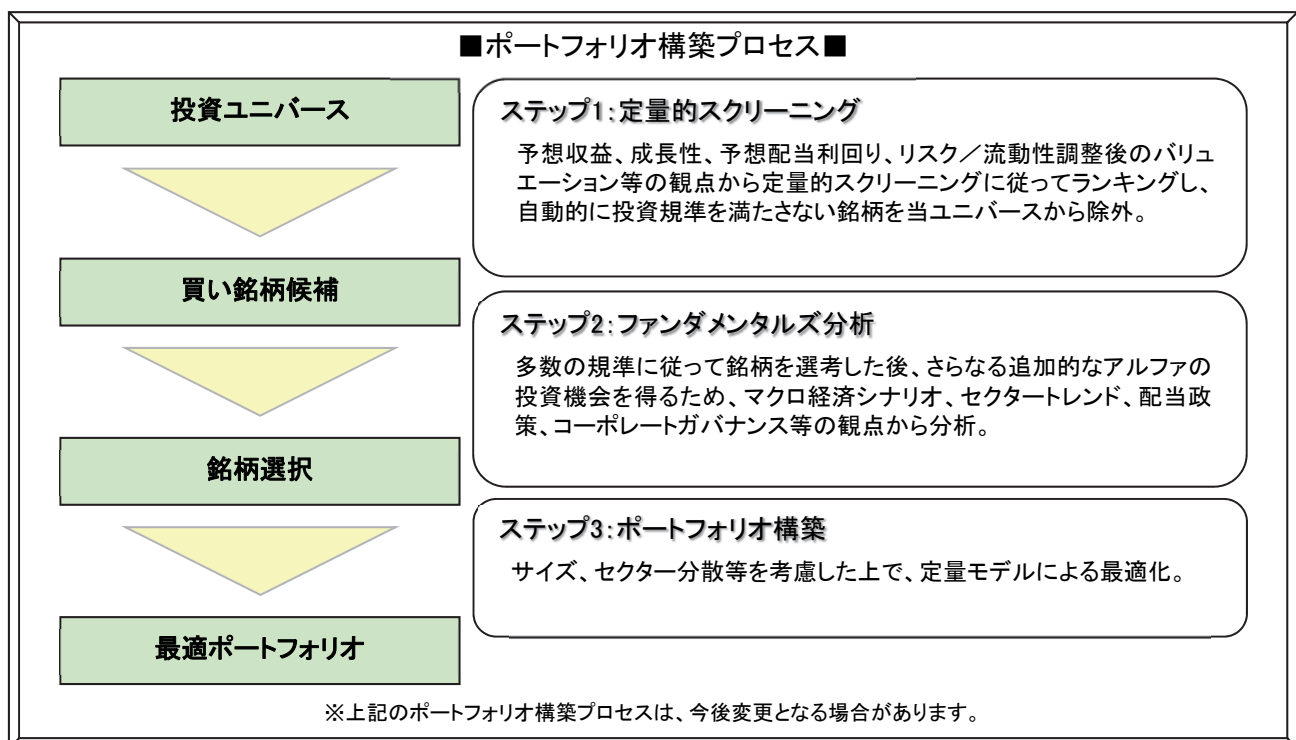 ■ポートフォリオ構築プロセス■
投資ユニバース
ステップ1:定量的スクリーニング
予想収益、成長性、予想配当利回り、リスク／流動性調整後のバリュ
エーション等の観点から定量的スクリーニングに従ってランキングし、
自動的に投資規準を満たさない銘柄を当ユニバースから除外。
買い銘柄候補
ステップ2:ファンダメンタルズ分析
多数の規準に従って銘柄を選考した後、さらなる追加的なアルファの
投資機会を得るため、マクロ経済シナリオ、セクタートレンド、配当政
策、コーポレートガバナンス等の観点から分析。
銘柄選択
ステップ3:ポートフォリオ構築
サイズ、セクター分散等を考慮した上で、定量モデルによる最適化。
最適ポートフォリオ
※上記のポートフォリオ構築プロセスは、今後変更となる場合があります。